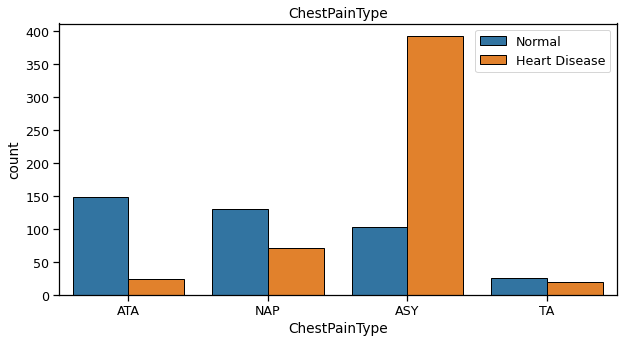 ChestPainType
Normal
Heart Disease
400
350
300
250
200
150
100
50
0
count
ATA NAP ASY TA
ChestPainType